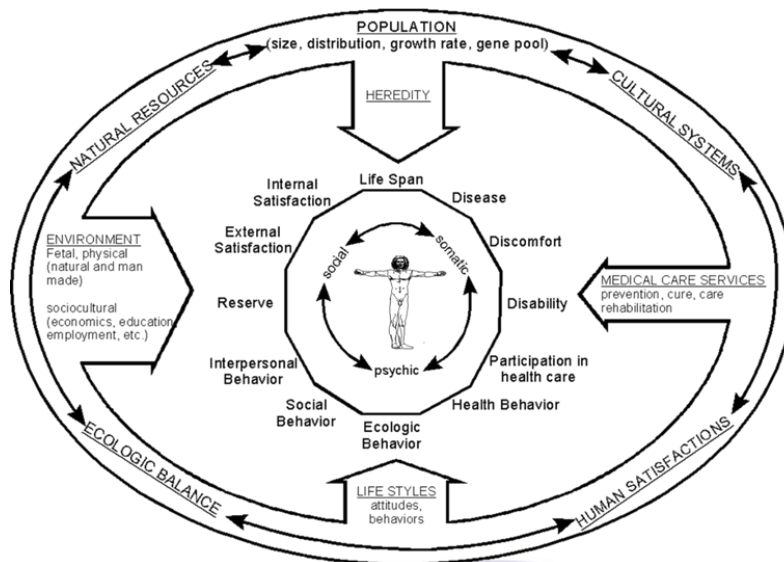 POPULATION
(size, distribution, growth rate, gene pool)
NATURAL RESOURCES
CULTURAL SYSTEMS
HEREDITY
Life Span
Internal
Satisfaction
Disease
External
Satisfaction
Discomfort
social
somatic
ENVIRONMENT
Fetal, physical
(natural and man
made)
sociocultural
(economics, education
employment, etc.)
MEDICAL CARE SERVICES
prevention, cure, care
rehabilitation
Reserve
Disability
Interpersonal
Behavior
psychic
Participation in
health care
Social
Behavior
Health Behavior
Ecologic
Behavior
ECOLOGIC BALANCE
HUMAN SATISFACTIONS
LIFE STYLES
attitudes,
behaviors